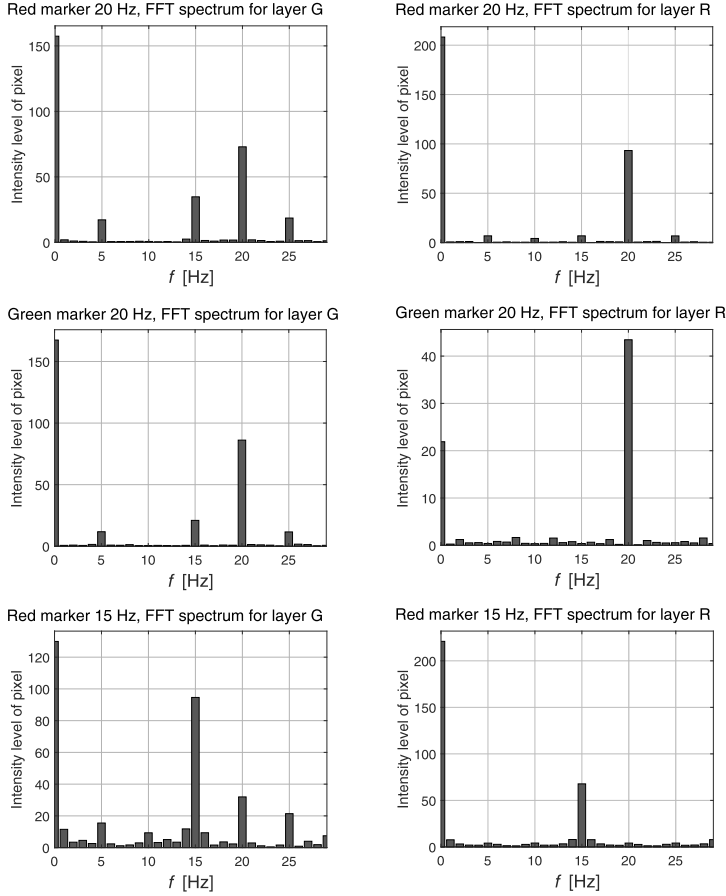 Red marker 20 Hz, FFT spectrum for layer G
Intensity level of pixel
150
100
50
0
0 5 10 15 20 25
f [Hz]
Red marker 20 Hz, FFT spectrum for layer R
Intensity level of pixel
200
150
100
50
0
0 5 10 15 20 25
f [Hz]
Green marker 20 Hz, FFT spectrum for layer G
Intensity level of pixel
150
100
50
0
0 5 10 15 20 25
f [Hz]
Green marker 20 Hz, FFT spectrum for layer R
Intensity level of pixel
40
30
20
10
0
0 5 10 15 20 25
f [Hz]
Red marker 15 Hz, FFT spectrum for layer G
Intensity level of pixel
120
100
80
60
40
20
0
0 5 10 15 20 25
f [Hz]
Red marker 15 Hz, FFT spectrum for layer R
Intensity level of pixel
200
150
100
50
0
0 5 10 15 20 25
f [Hz]